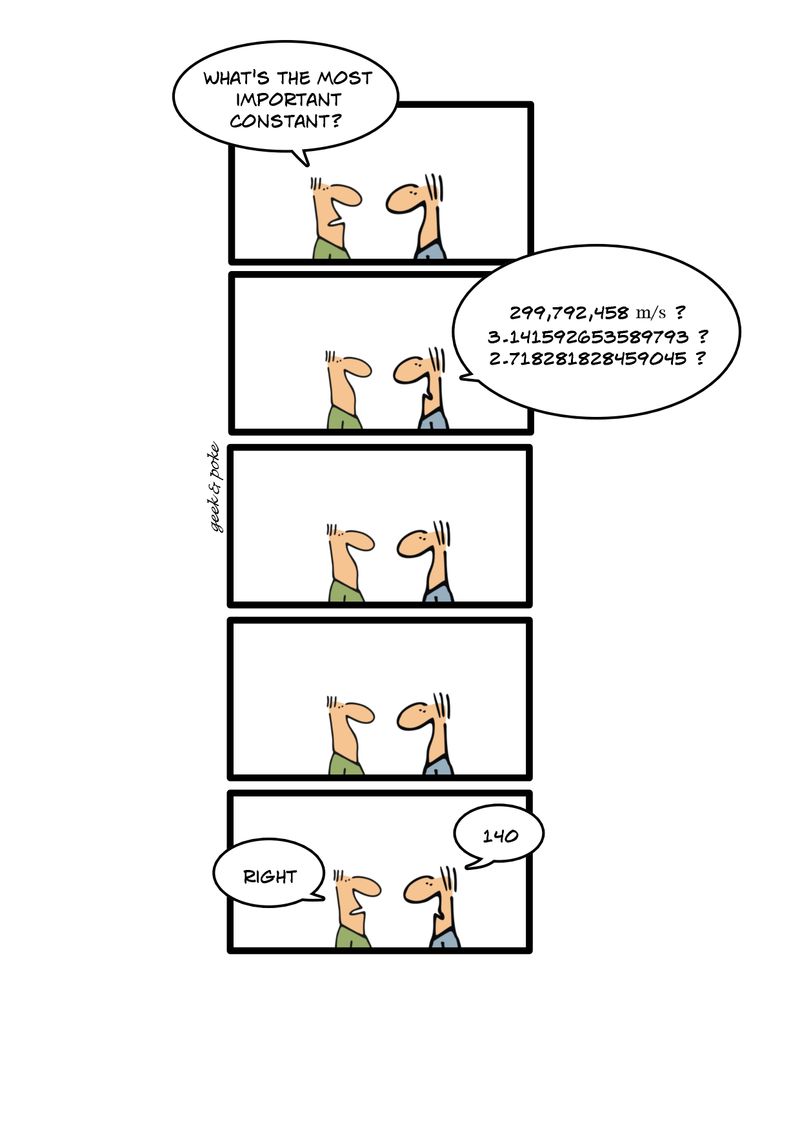 WHAT'S THE MOST
IMPORTANT
CONSTANT?
299,792,458 m/s ?
3.141592653589793 ?
2.718281828459045 ?
geek & poke
140
RIGHT